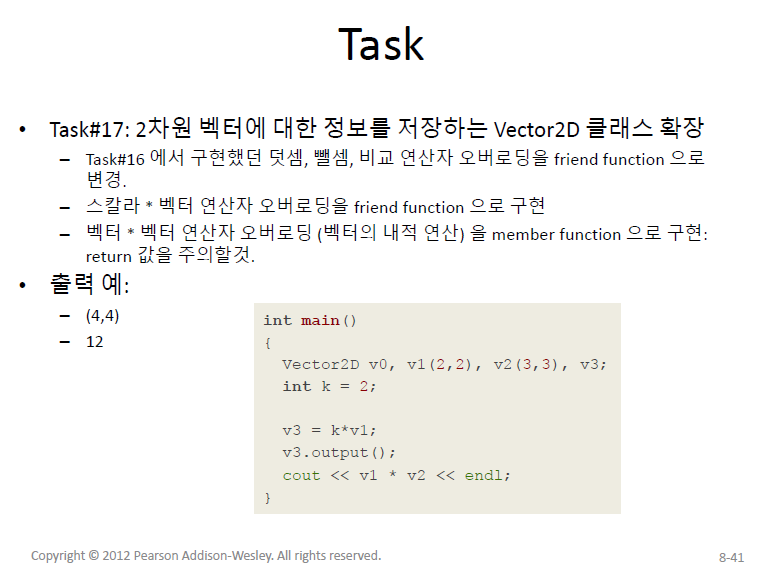 Task
• Task#17: 2차원 벡터에 대한 정보를 저장하는 Vector2D 클래스 확장
– Task#16 에서 구현했던 덧셈, 뺄셈, 비교 연산자 오버로딩을 friend function 으로
변경.
– 스칼라 * 벡터 연산자 오버로딩을 friend function 으로 구현
– 벡터 * 벡터 연산자 오버로딩 (벡터의 내적 연산) 을 member function 으로 구현:
return 값을 주의할것.
• 출력 예:
– (4,4)
– 12
int main()
{
Vector2D v0, v1(2,2), v2(3,3), v3;
int k = 2;
v3 = k*v1;
v3.output();
cout << v1 * v2 << endl;
}
Copyright © 2012 Pearson Addison-Wesley. All rights reserved.
8-41